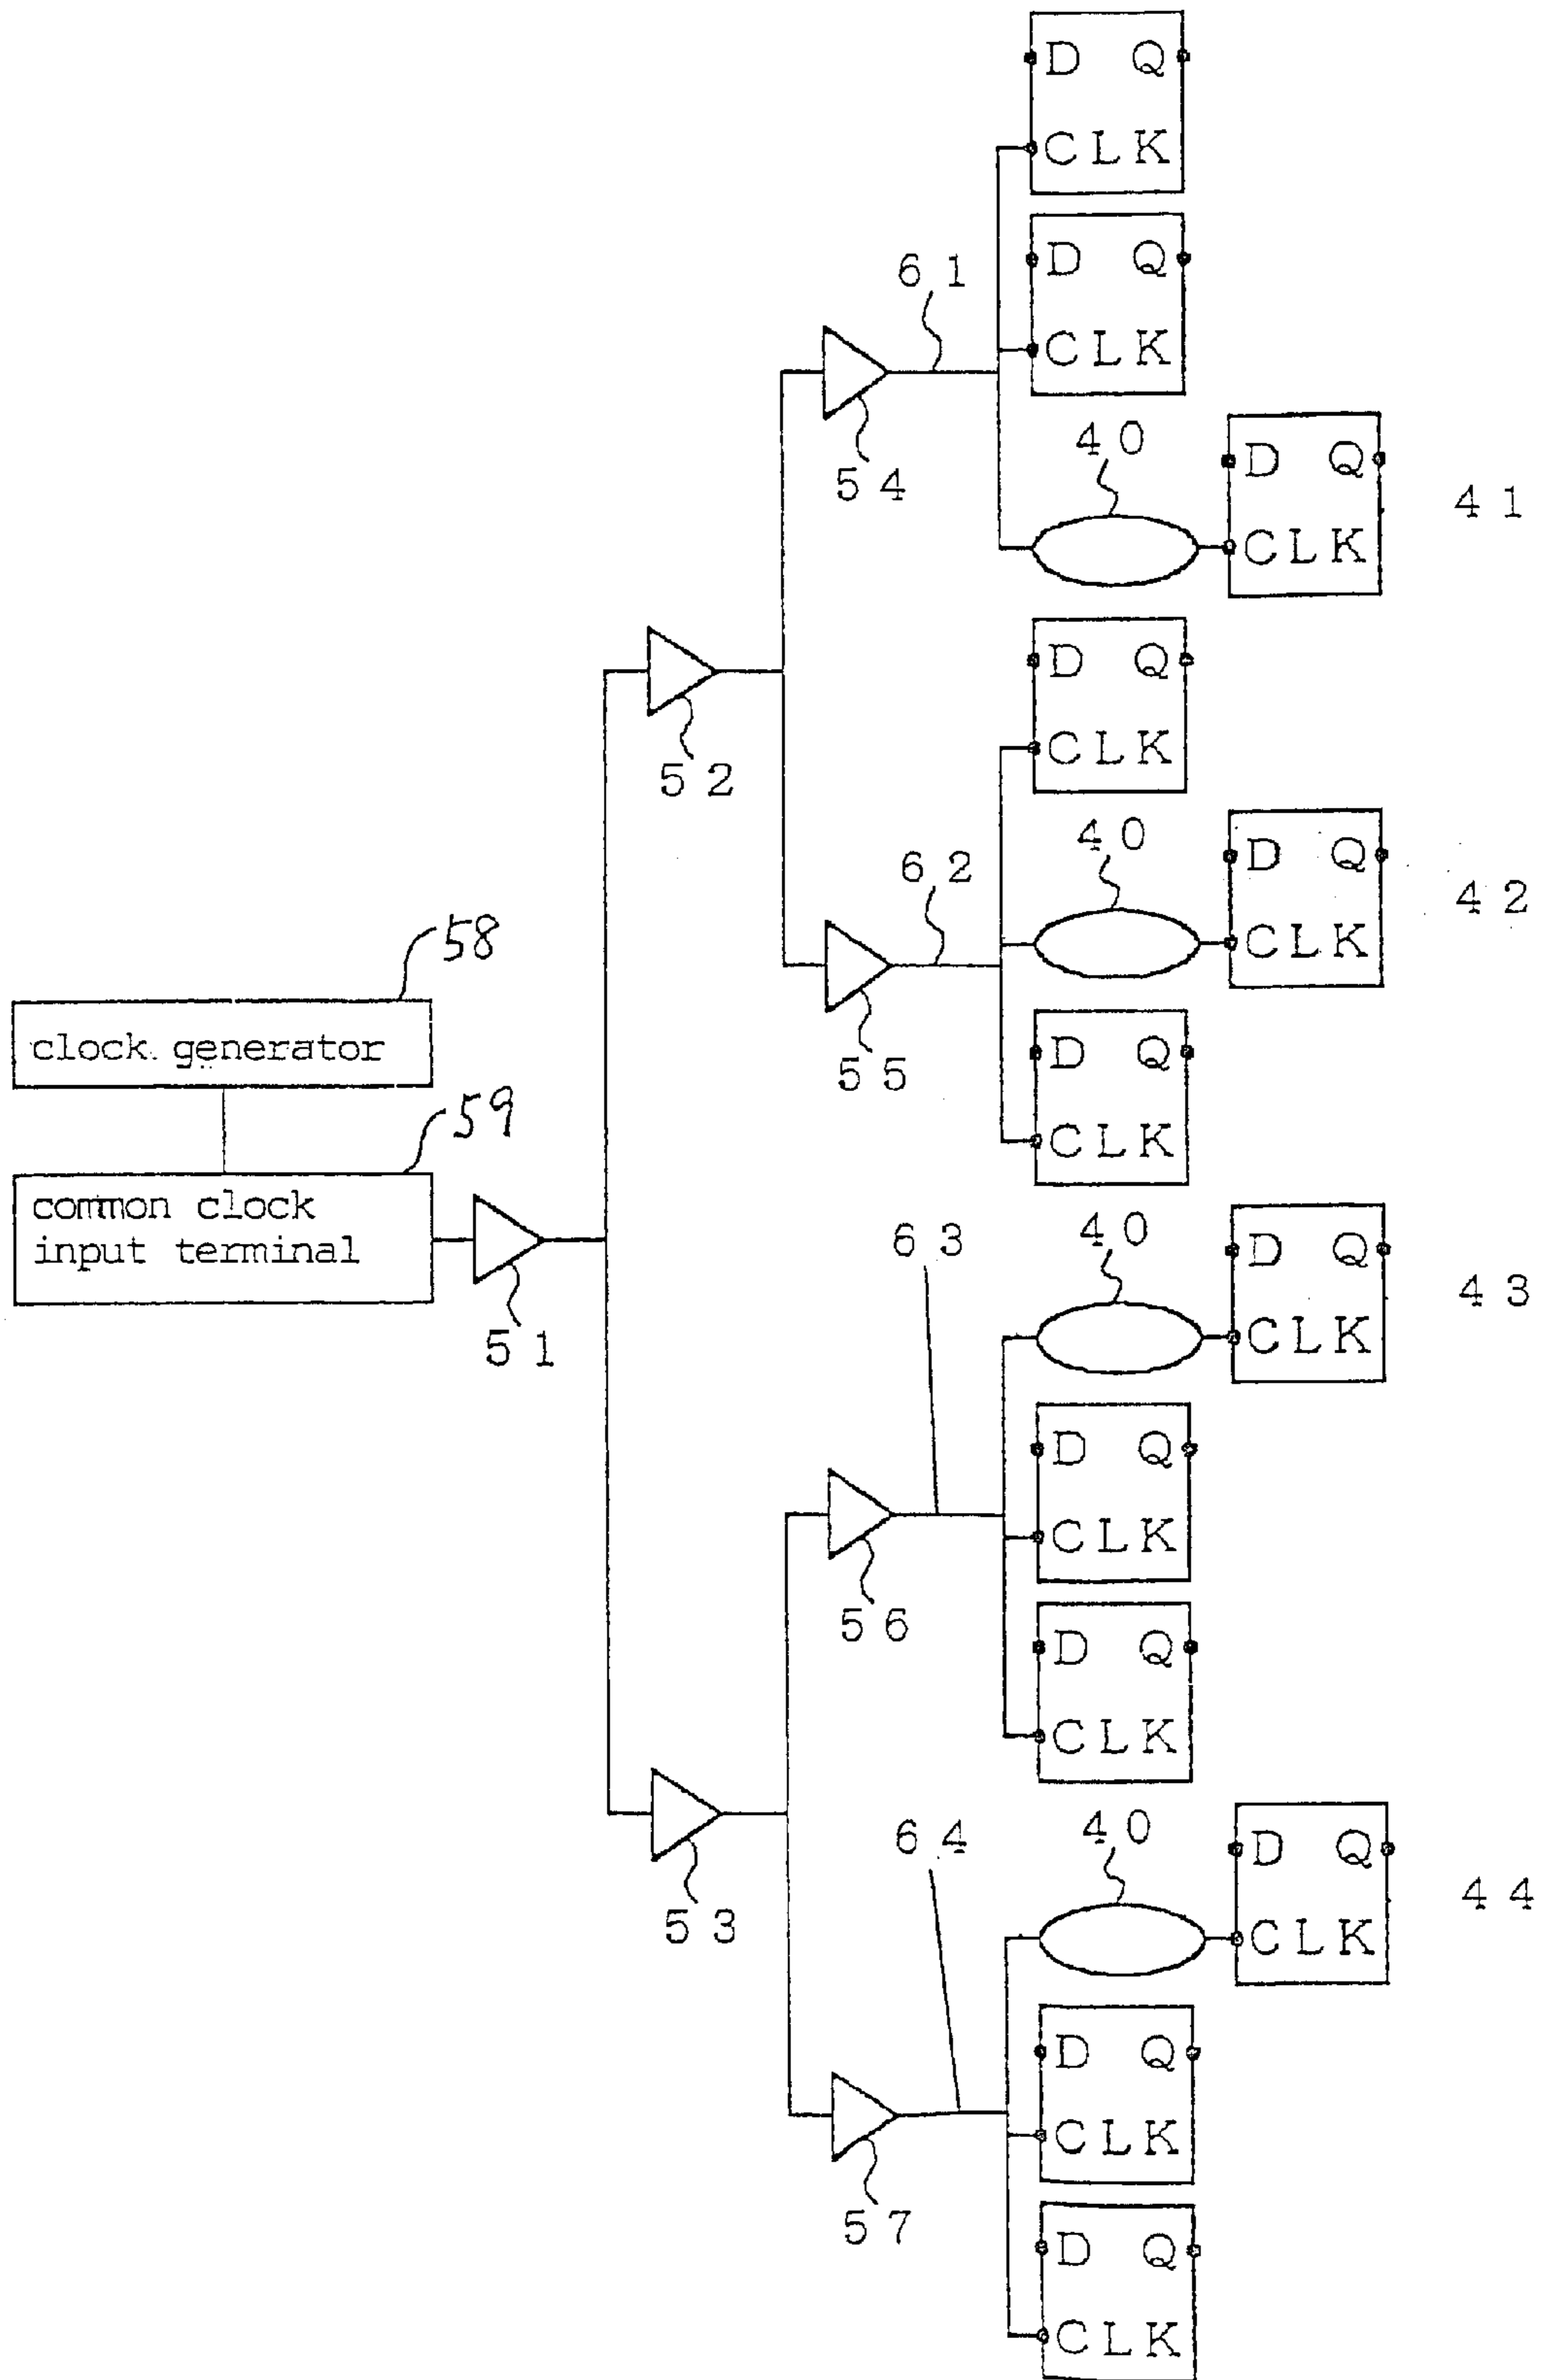 D Q
CLK
D Q
CLK
61
54
40
D Q
CLK
41
52
D Q
CLK
62
55
40
D Q
CLK
42
58
clock generator
D Q
CLK
59
common clock
input terminal
51
63
40
D Q
CLK
43
56
D Q
CLK
D Q
CLK
53
64
40
D Q
CLK
44
57
D Q
CLK
D Q
CLK